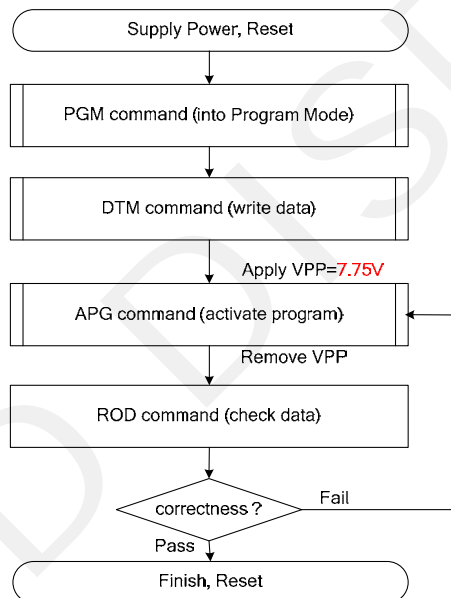 Supply Power, Reset
PGM command (into Program Mode)
DTM command (write data)
Apply VPP=7.75V
APG command (activate program)
Remove VPP
ROD command (check data)
correctness ?
Fail
Pass
Finish, Reset